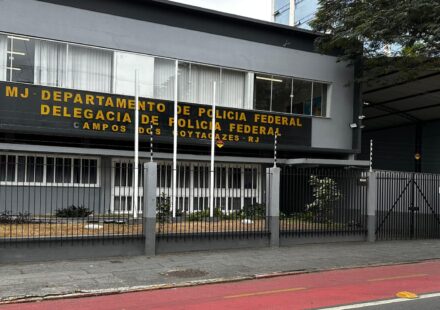 MJ - DEPARTAMENTO DE POLICIA FEDERAL
DELEGACIA DE POLICIA FEDERAL
CAMPOS DOS GOYTACAZES - RJ